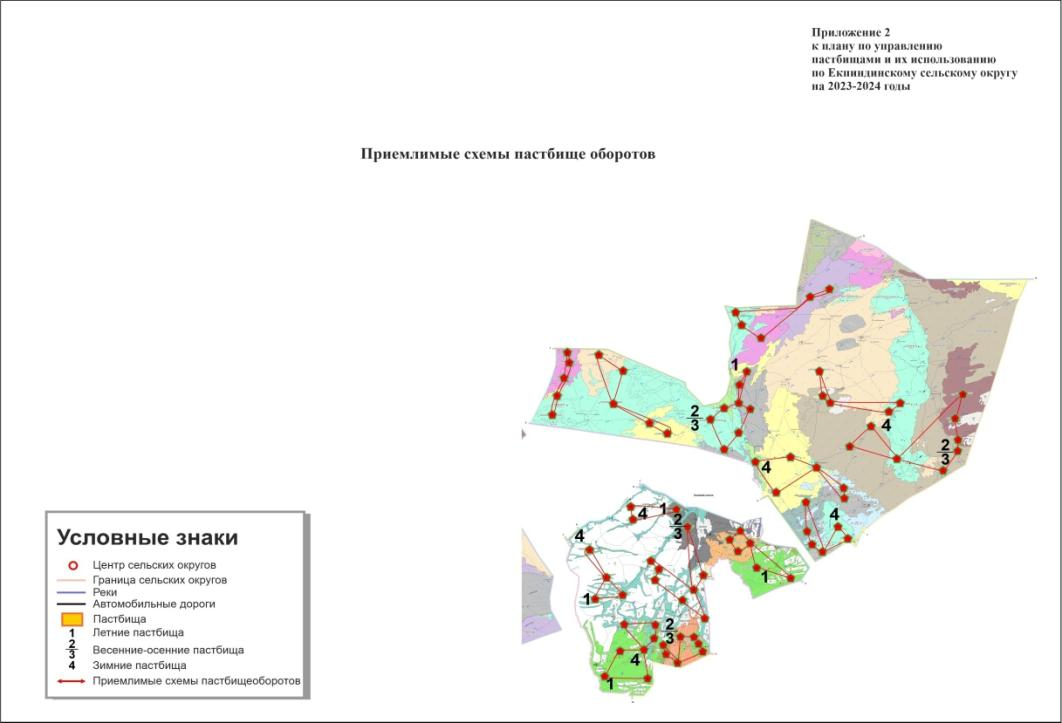 Приложение 2
к плану по управлению
пастбищами и их использованию
по Екпиндинскому сельскому округу
на 2023-2024 годы
Приемлимые схемы пастбище оборотов
1
2
3
4
2
3
4
4
4
1
2
3
4
1
1
2
3
4
1
Условные знаки
Центр сельских округов
Граница сельских округов
Реки
Автомобильные дороги
Пастбища
1 Летние пастбища
2
3 Весенние-осенние пастбища
4 Зимние пастбища
Приемлимые схемы пастбищеоборотов